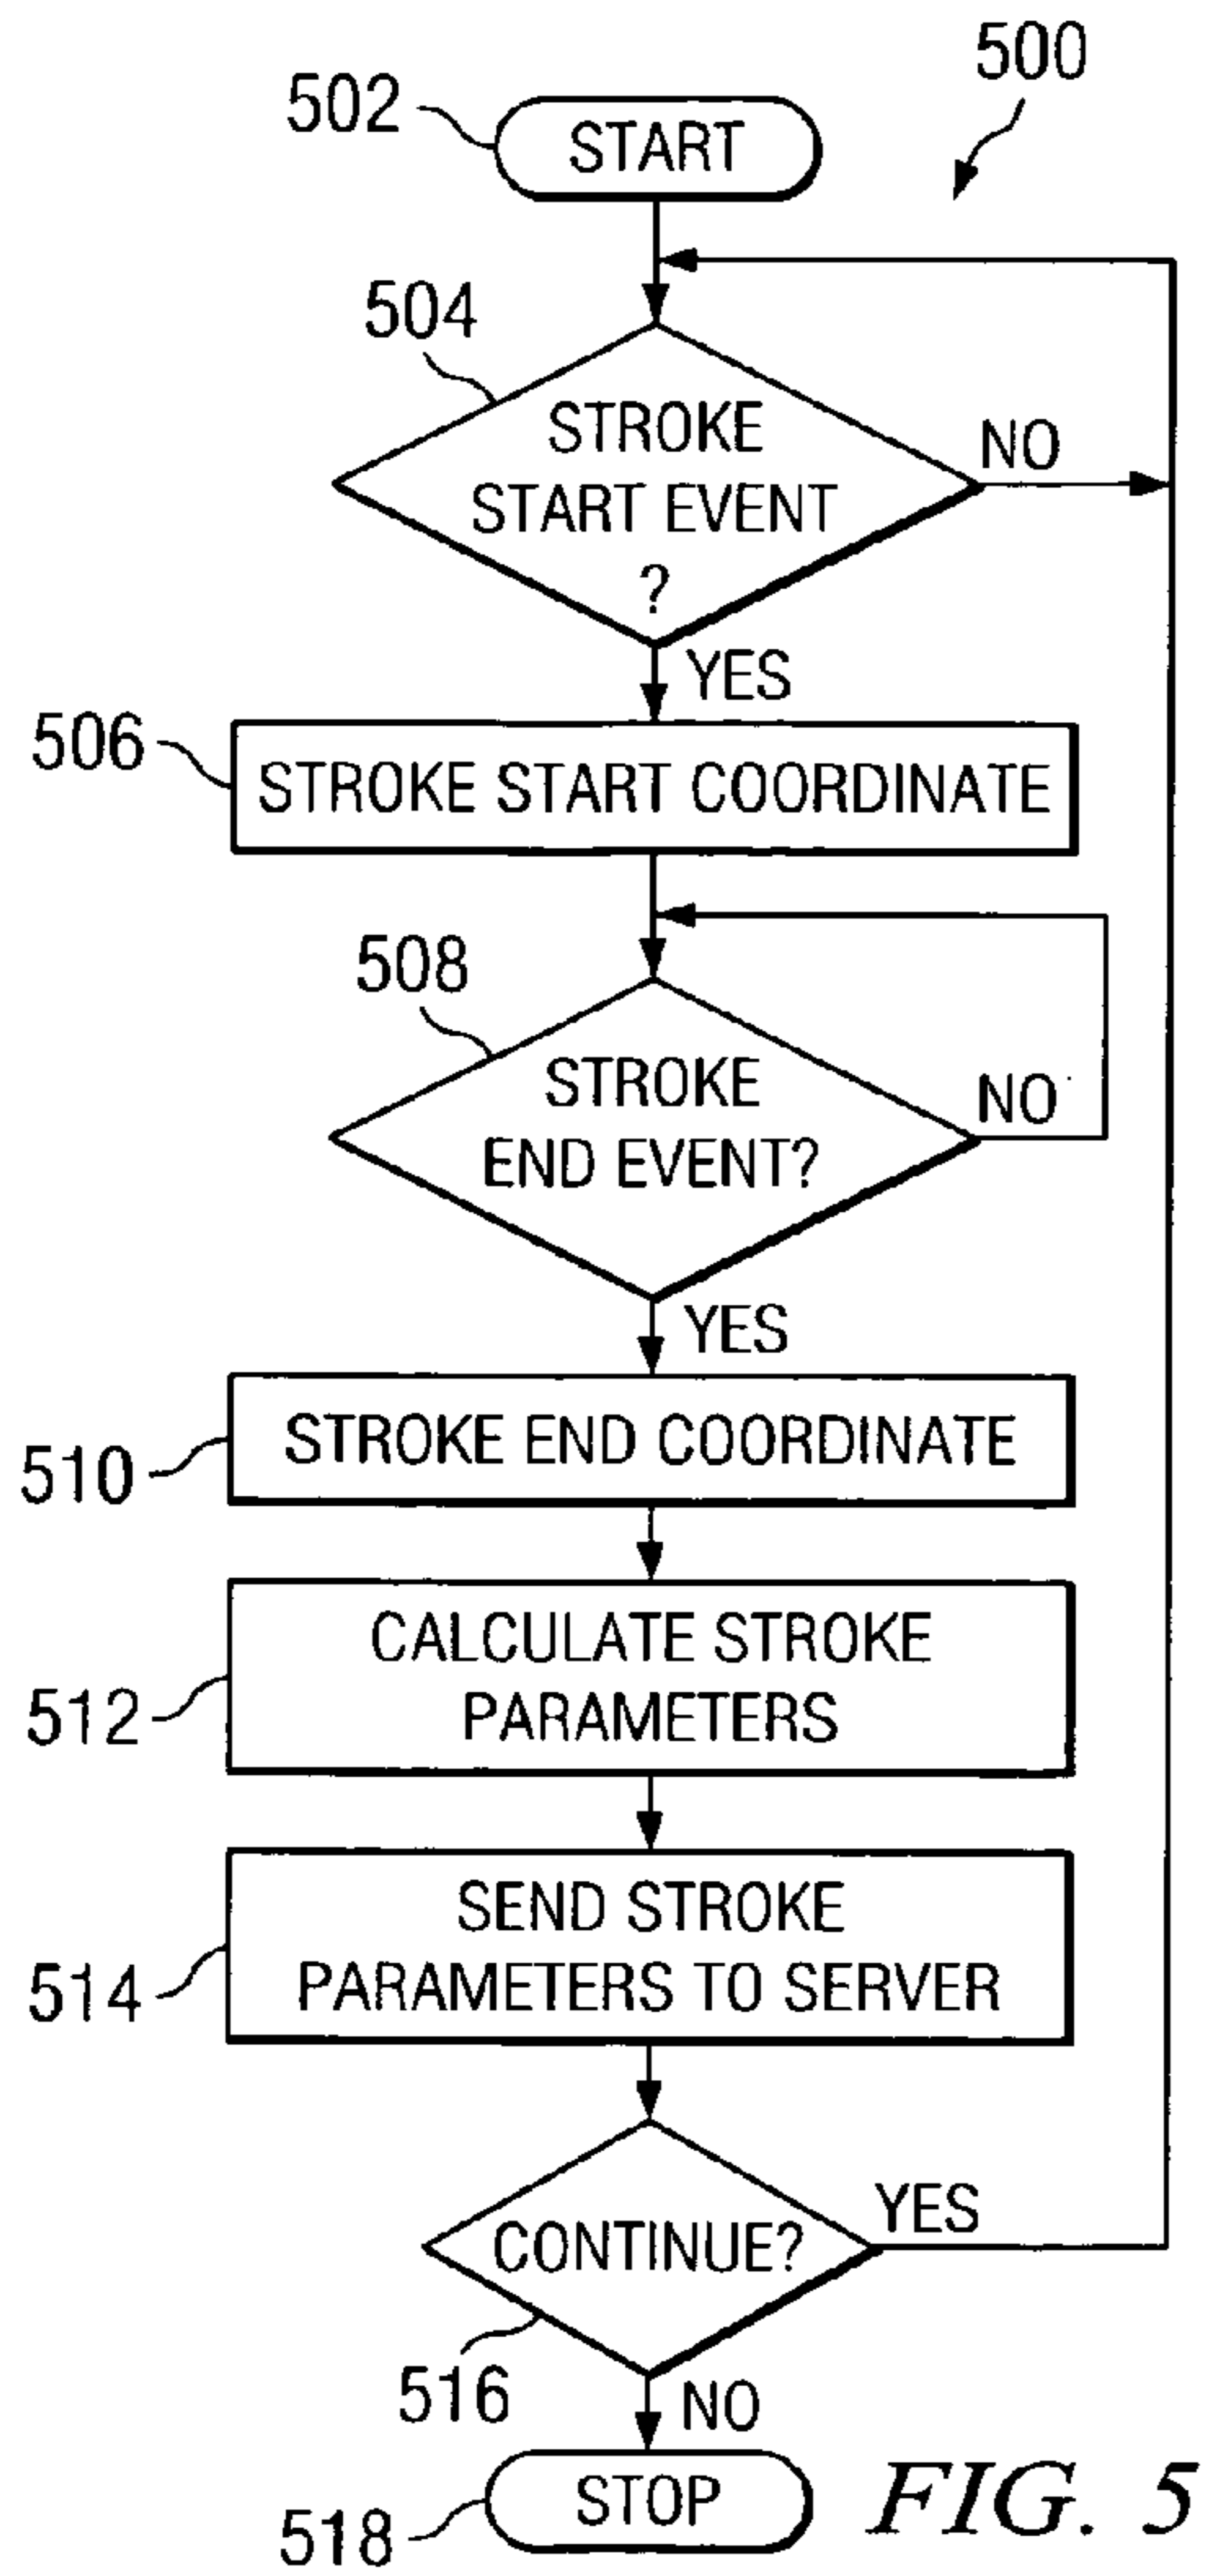 500
502
START
504
STROKE
START EVENT
?
NO
YES
506
STROKE START COORDINATE
508
STROKE
END EVENT?
NO
YES
510
STROKE END COORDINATE
512
CALCULATE STROKE
PARAMETERS
514
SEND STROKE
PARAMETERS TO SERVER
CONTINUE?
YES
516
NO
518
STOP
FIG. 5